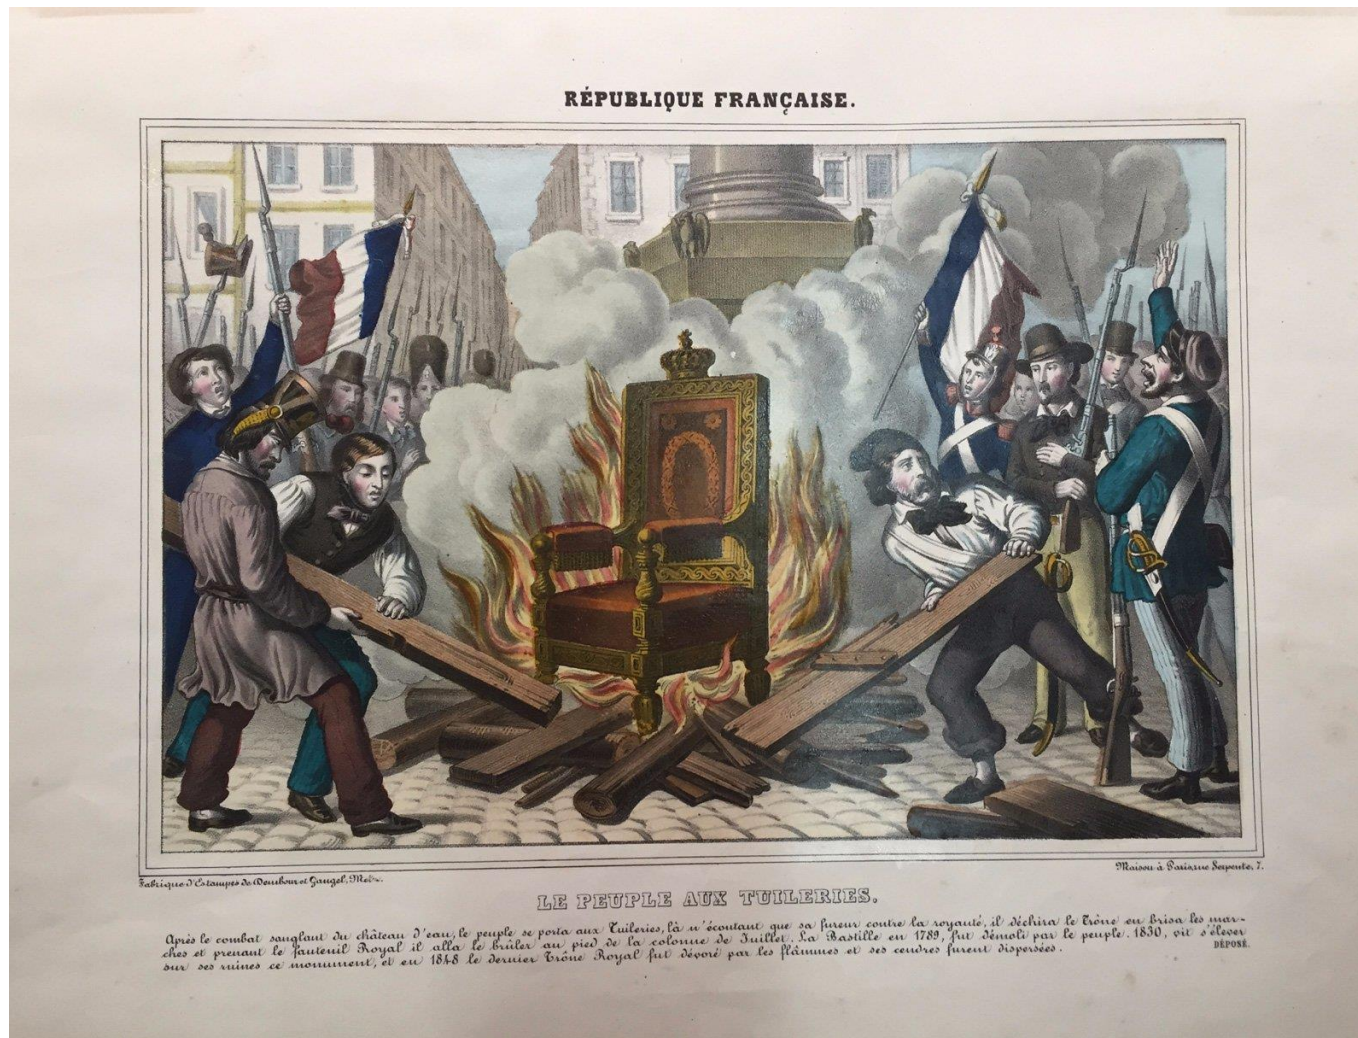 RÉPUBLIQUE FRANÇAISE.
Fabrique d'Estampes de Dembour et Gangel, Metz.
Maison à Paris, rue Serpente, 7.
LE PEUPLE AUX TUILERIES.
Après le combat sanglant du château d'eau, le peuple se porta aux Tuileries, là n'écoutant que sa fureur contre la royauté, il déchira le Trône en brisa les mar-
ches et prenant le fauteuil Royal il alla le brûler au pied de la colonne de Juillet. La Bastille en 1789, fut démoli par le peuple. 1830, vit s'élever
sur ses ruines ce monument, et en 1848 le dernier Trône Royal fut dévoré par les flâmmes et ses cendres furent dispersées.
DÉPOSÉ.